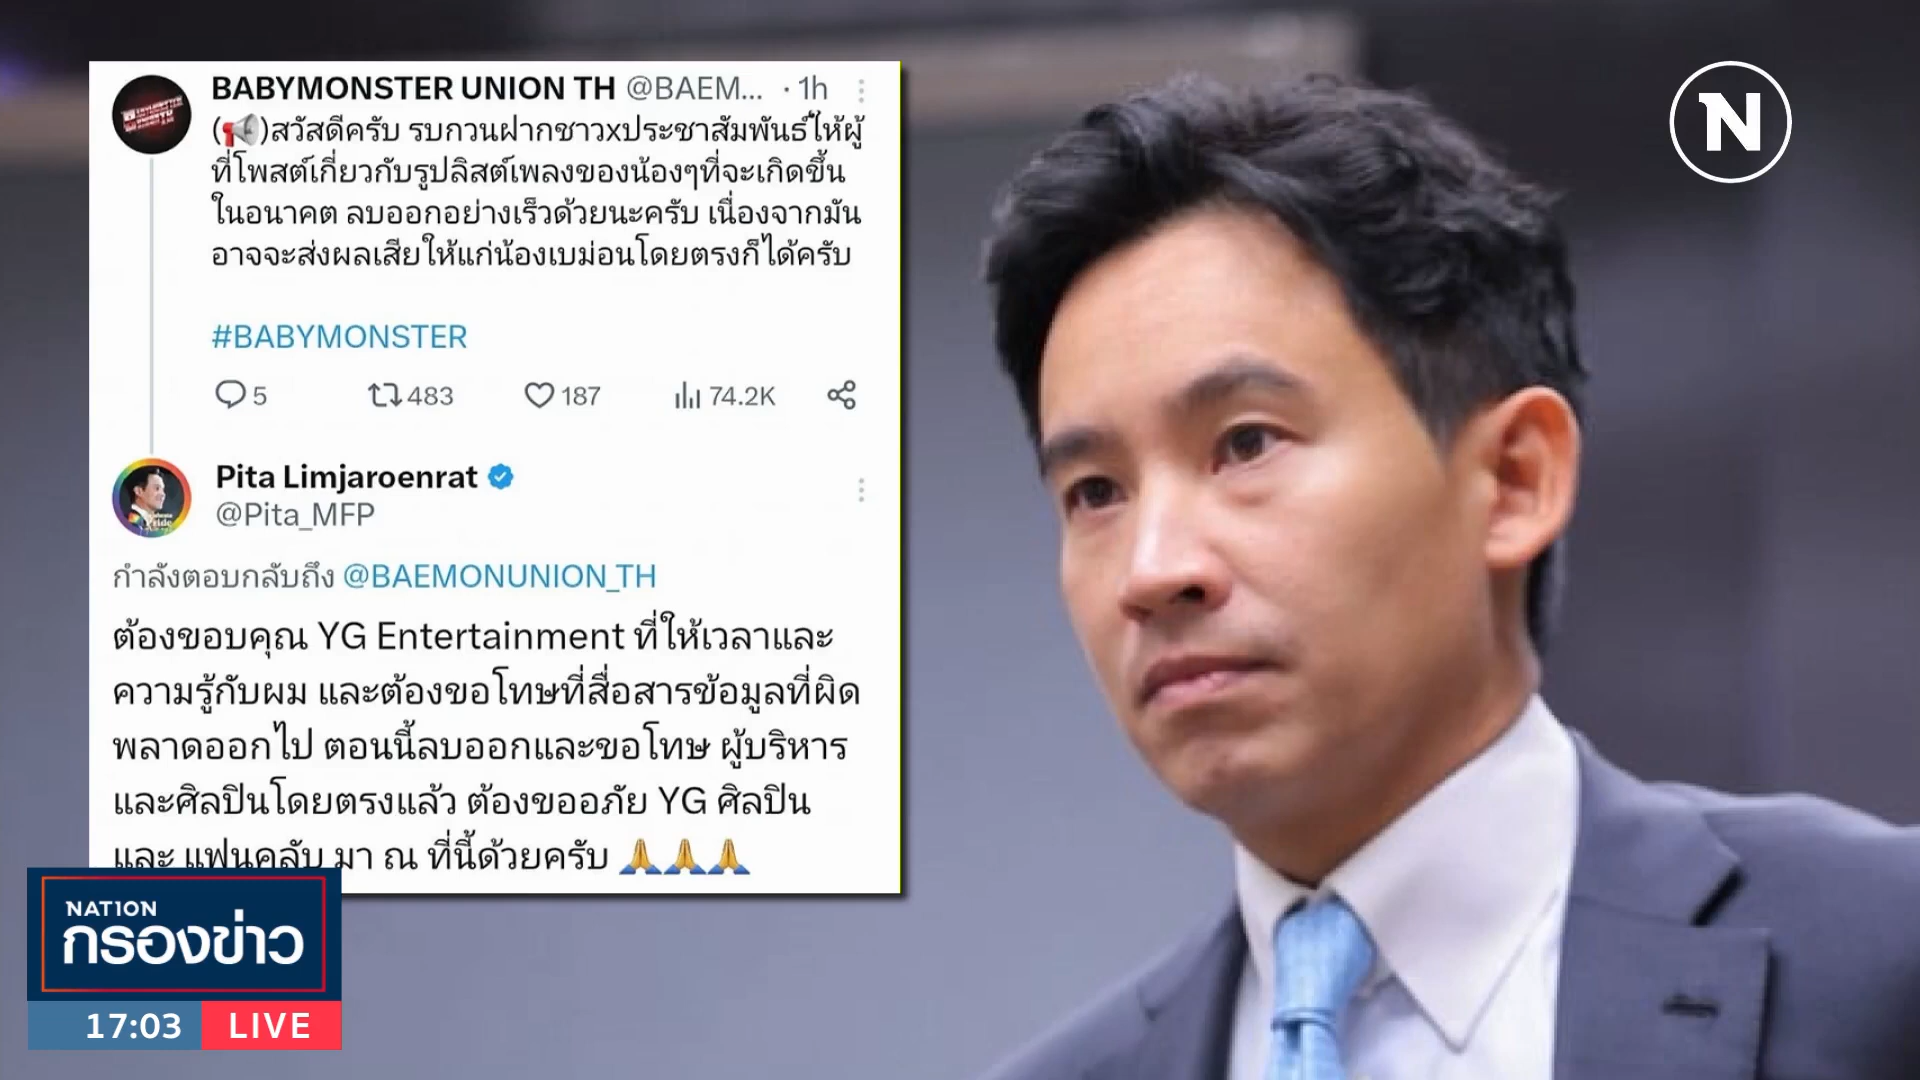 BABYMONSTER UNION TH @BAEM... · 1h
(📢)สวัสดีครับ รบกวนฝากชาวxประชาสัมพันธ์ให้ผู้
ที่โพสต์เกี่ยวกับรูปลิสต์เพลงของน้องๆที่จะเกิดขึ้น
ในอนาคต ลบออกอย่างเร็วด้วยนะครับ เนื่องจากมัน
อาจจะส่งผลเสียให้แก่น้องเบม่อนโดยตรงก็ได้ครับ
#BABYMONSTER
5 483 187 74.2K
Pita Limjaroenrat
@Pita_MFP
กำลังตอบกลับถึง @BAEMONUNION_TH
ต้องขอบคุณ YG Entertainment ที่ให้เวลาและ
ความรู้กับผม และต้องขอโทษที่สื่อสารข้อมูลที่ผิด
พลาดออกไป ตอนนี้ลบออกและขอโทษ ผู้บริหาร
และศิลปินโดยตรงแล้ว ต้องขออภัย YG ศิลปิน
และ แฟนคลับ มา ณ ที่นี้ด้วยครับ 🙏🙏🙏
N
NATION
กรองข่าว
17:03 LIVE